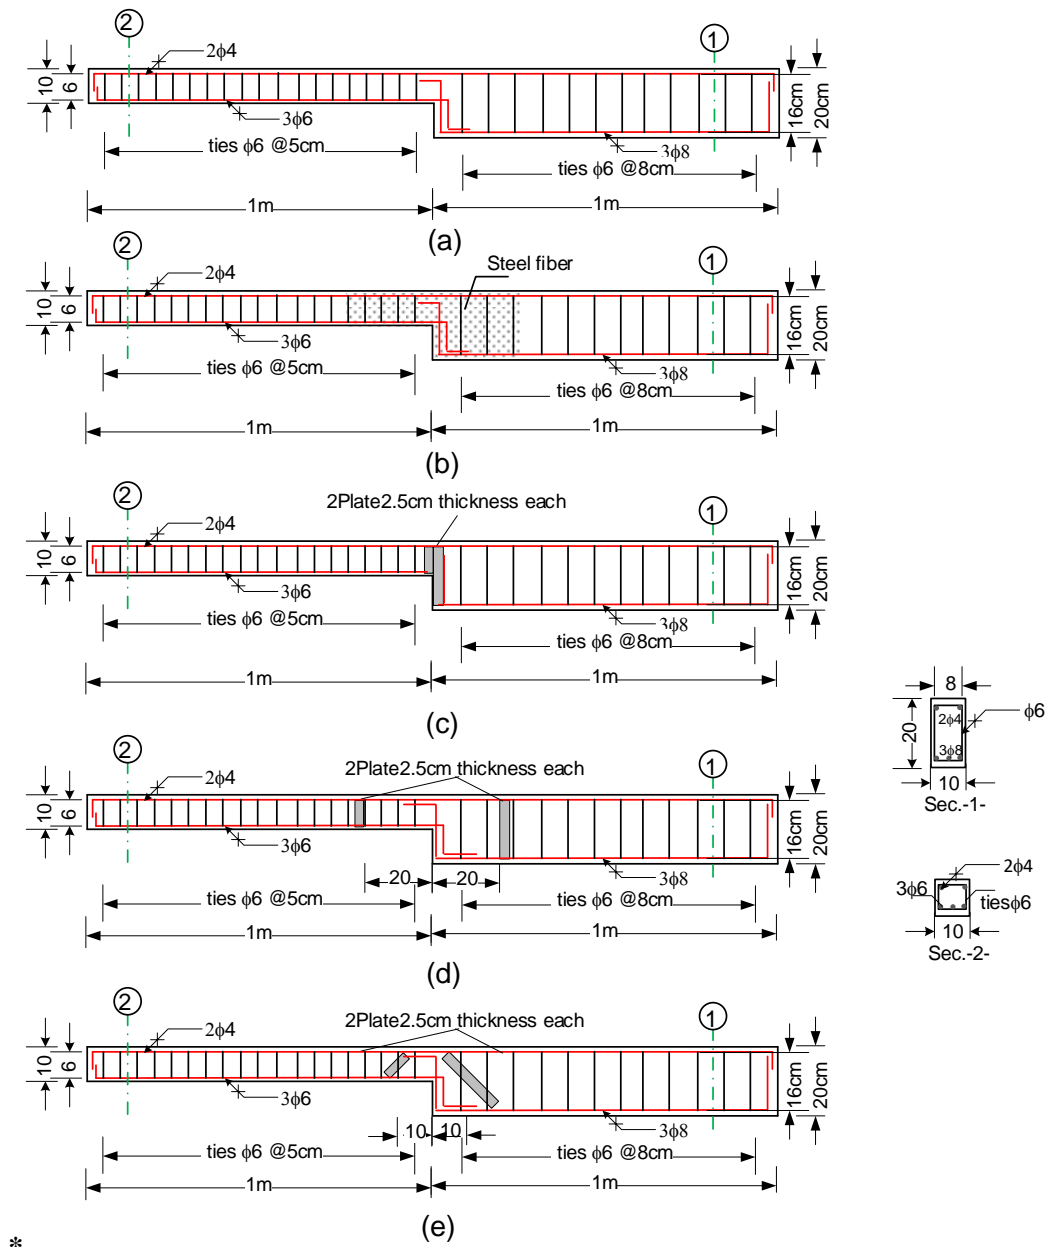 2
1
2ϕ4
10
6
3ϕ6
3ϕ8
16cm
20cm
ties ϕ6 @5cm
ties ϕ6 @8cm
1m
1m
(a)
2
1
Steel fiber
2ϕ4
10
6
3ϕ6
3ϕ8
16cm
20cm
ties ϕ6 @5cm
ties ϕ6 @8cm
1m
1m
(b)
2Plate2.5cm thickness each
2
1
2ϕ4
10
6
3ϕ6
3ϕ8
16cm
20cm
ties ϕ6 @5cm
ties ϕ6 @8cm
1m
1m
(c)
8
20
2ϕ4
3ϕ8
ϕ6
10
Sec.-1-
2
1
2Plate2.5cm thickness each
2ϕ4
10
6
3ϕ6
3ϕ8
16cm
20cm
20
20
ties ϕ6 @5cm
ties ϕ6 @8cm
1m
1m
(d)
2ϕ4
3ϕ6
tiesϕ6
10
Sec.-2-
2
1
2Plate2.5cm thickness each
2ϕ4
10
6
3ϕ6
3ϕ8
16cm
20cm
10
10
ties ϕ6 @5cm
ties ϕ6 @8cm
1m
1m
(e)
*